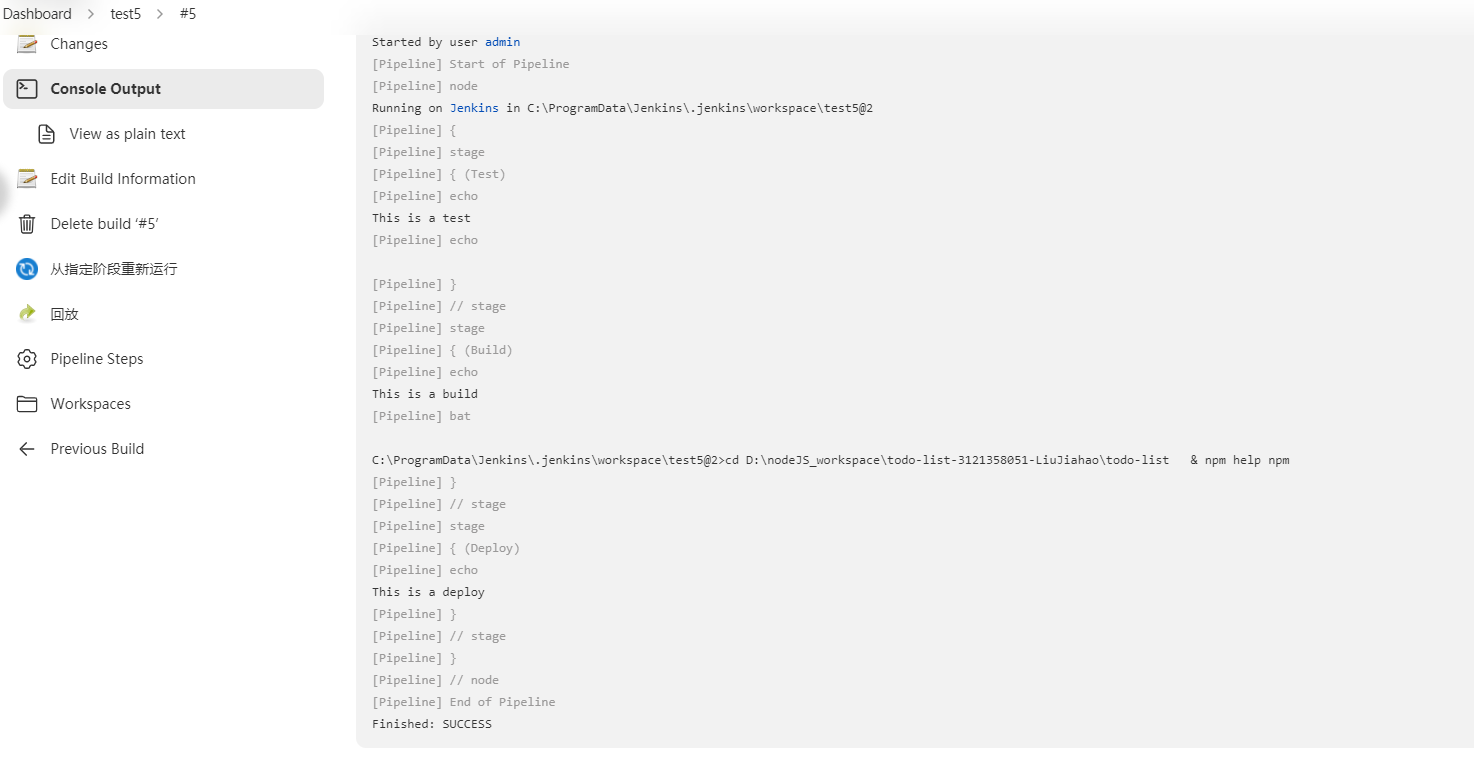 Dashboard > test5 > #5
Changes
Console Output
View as plain text
Edit Build Information
Delete build ‘#5’
从指定阶段重新运行
回放
Pipeline Steps
Workspaces
Previous Build
Started by user admin
[Pipeline] Start of Pipeline
[Pipeline] node
Running on Jenkins in C:\ProgramData\Jenkins\.jenkins\workspace\test5@2
[Pipeline] {
[Pipeline] stage
[Pipeline] { (Test)
[Pipeline] echo
This is a test
[Pipeline] echo
[Pipeline] }
[Pipeline] // stage
[Pipeline] stage
[Pipeline] { (Build)
[Pipeline] echo
This is a build
[Pipeline] bat
C:\ProgramData\Jenkins\.jenkins\workspace\test5@2>cd D:\nodeJS_workspace\todo-list-3121358051-LiuJiahao\todo-list   & npm help npm
[Pipeline] }
[Pipeline] // stage
[Pipeline] stage
[Pipeline] { (Deploy)
[Pipeline] echo
This is a deploy
[Pipeline] }
[Pipeline] // stage
[Pipeline] }
[Pipeline] // node
[Pipeline] End of Pipeline
Finished: SUCCESS